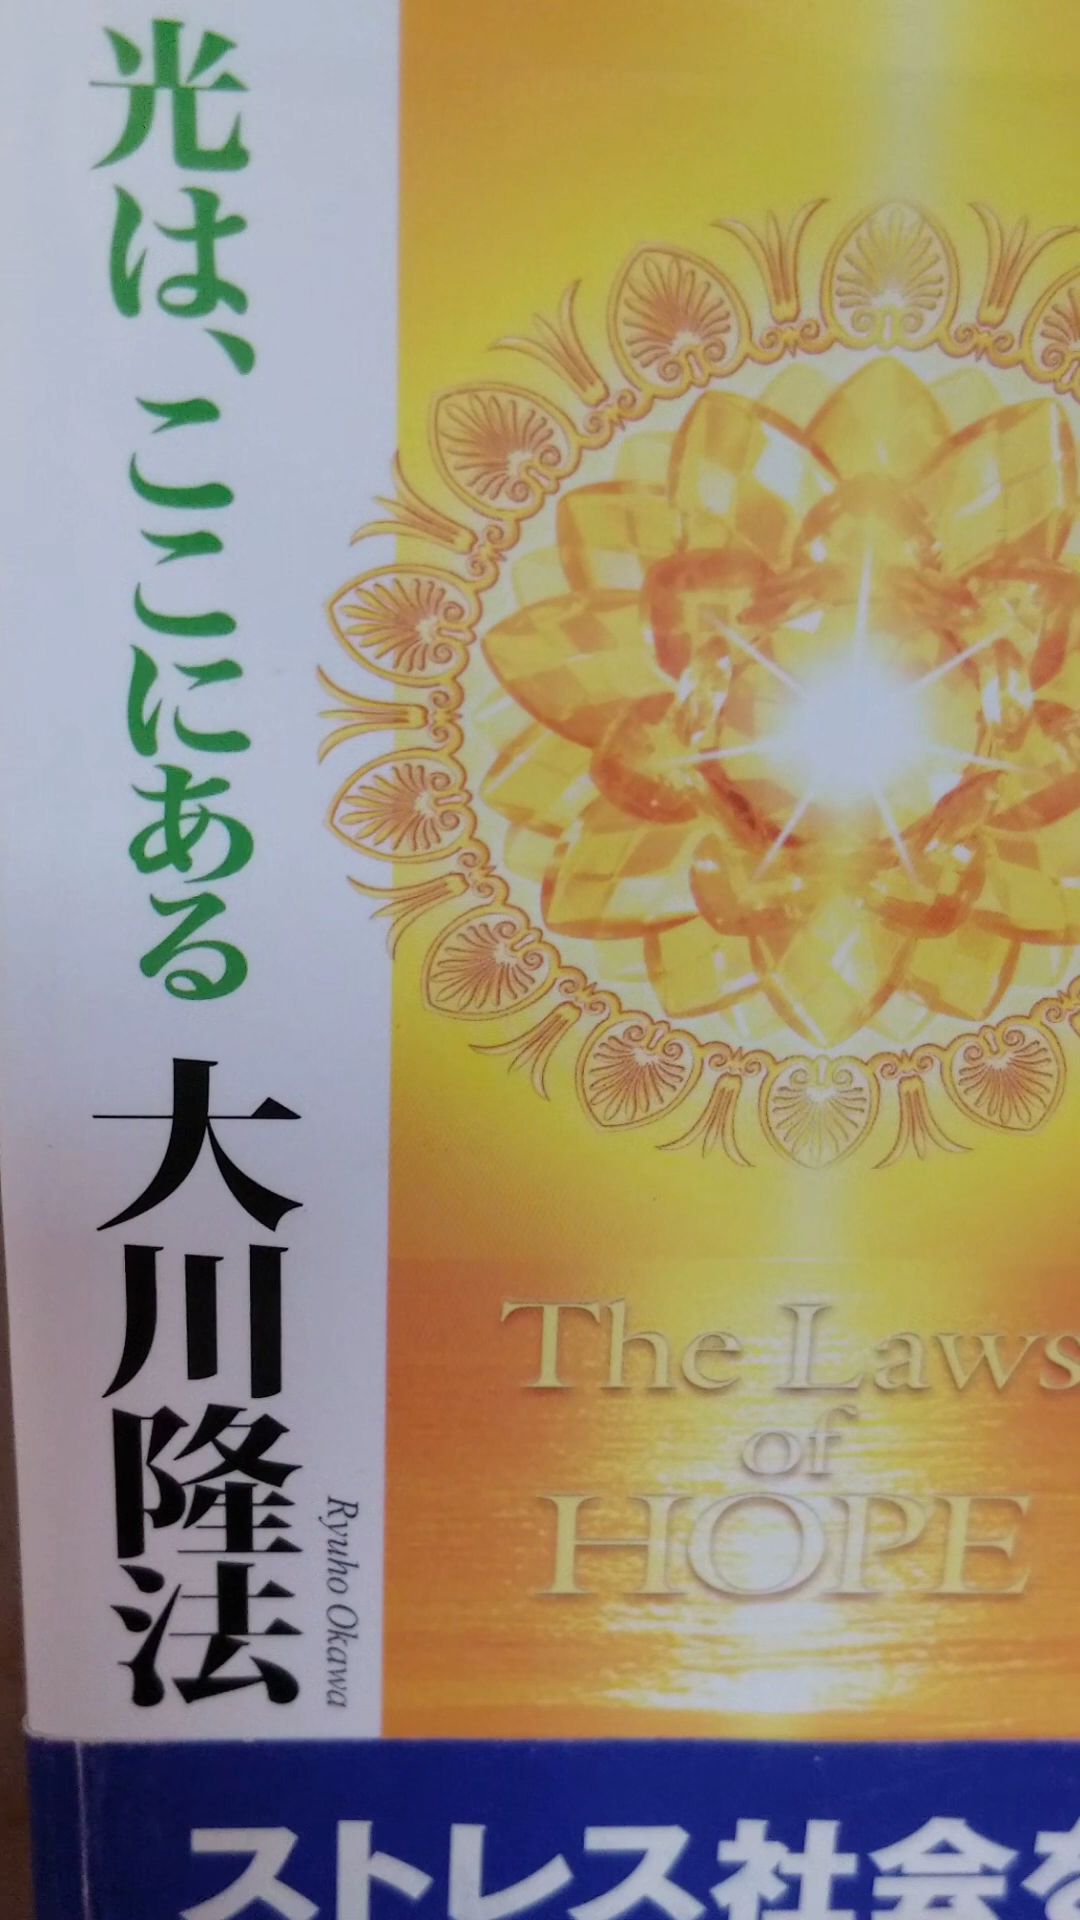 光は、ここにある
大川隆法
Ryuho Okawa
The Laws
of
HOPE
ストレス社会を